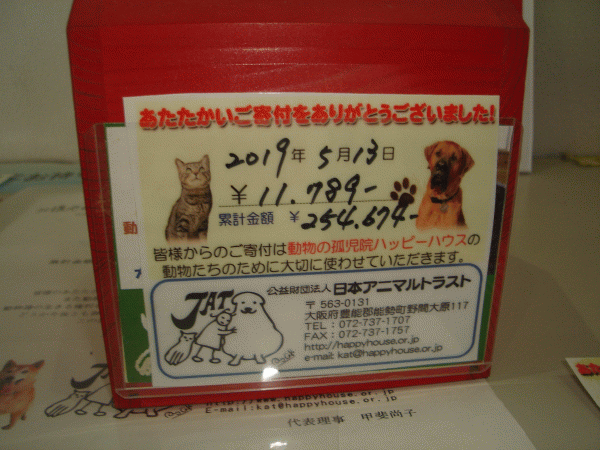 あたたかいご寄付をありがとうございました!
2019年 5月13日
¥ 11.789-
累計金額 ¥ 254.674-
皆様からのご寄付は動物の孤児院ハッピーハウスの
動物たちのために大切に使わせていただきます。
JAT
公益財団法人 日本アニマルトラスト
〒 563-0131
大阪府豊能郡能勢町野間大原117
TEL : 072-737-1707
FAX : 072-737-1757
http://happyhouse.or.jp
e-mail: kat@happyhouse.or.jp
JAT
http://www.happyhouse.or.jp
E-mail:kat@happyhouse.or.jp
代表理事 甲斐尚子